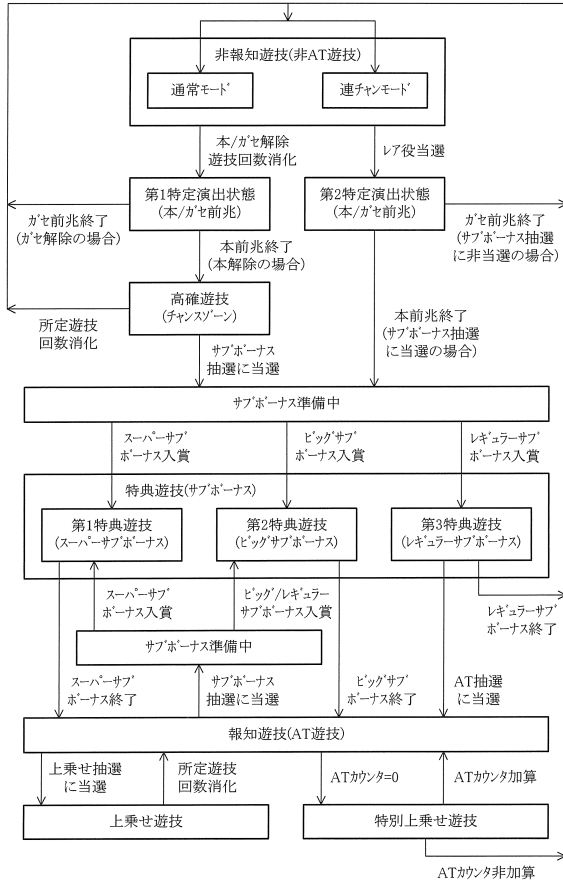 非報知遊技(非AT遊技)
通常モード
連チャンモード
本/ガセ解除
遊技回数消化
レア役当選
第1特定演出状態
(本/ガセ前兆)
第2特定演出状態
(本/ガセ前兆)
ガセ前兆終了
(ガセ解除の場合)
本前兆終了
(本解除の場合)
ガセ前兆終了
(サブボーナス抽選
に非当選の場合)
高確遊技
(チャンスゾーン)
所定遊技
回数消化
本前兆終了
(サブボーナス抽選
に当選の場合)
サブボーナス
抽選に当選
サブボーナス準備中
スーパーサブ
ボーナス入賞
ビッグサブ
ボーナス入賞
レギュラーサブ
ボーナス入賞
特典遊技(サブボーナス)
第1特典遊技
(スーパーサブボーナス)
第2特典遊技
(ビッグサブボーナス)
第3特典遊技
(レギュラーサブボーナス)
スーパーサブ
ボーナス入賞
ビッグ/レギュラー
サブボーナス入賞
レギュラーサブ
ボーナス終了
サブボーナス準備中
スーパーサブ
ボーナス終了
サブボーナス
抽選に当選
ビッグサブ
ボーナス終了
AT抽選
に当選
報知遊技(AT遊技)
上乗せ抽選
に当選
所定遊技
回数消化
ATカウンタ=0
ATカウンタ加算
上乗せ遊技
特別上乗せ遊技
ATカウンタ非加算